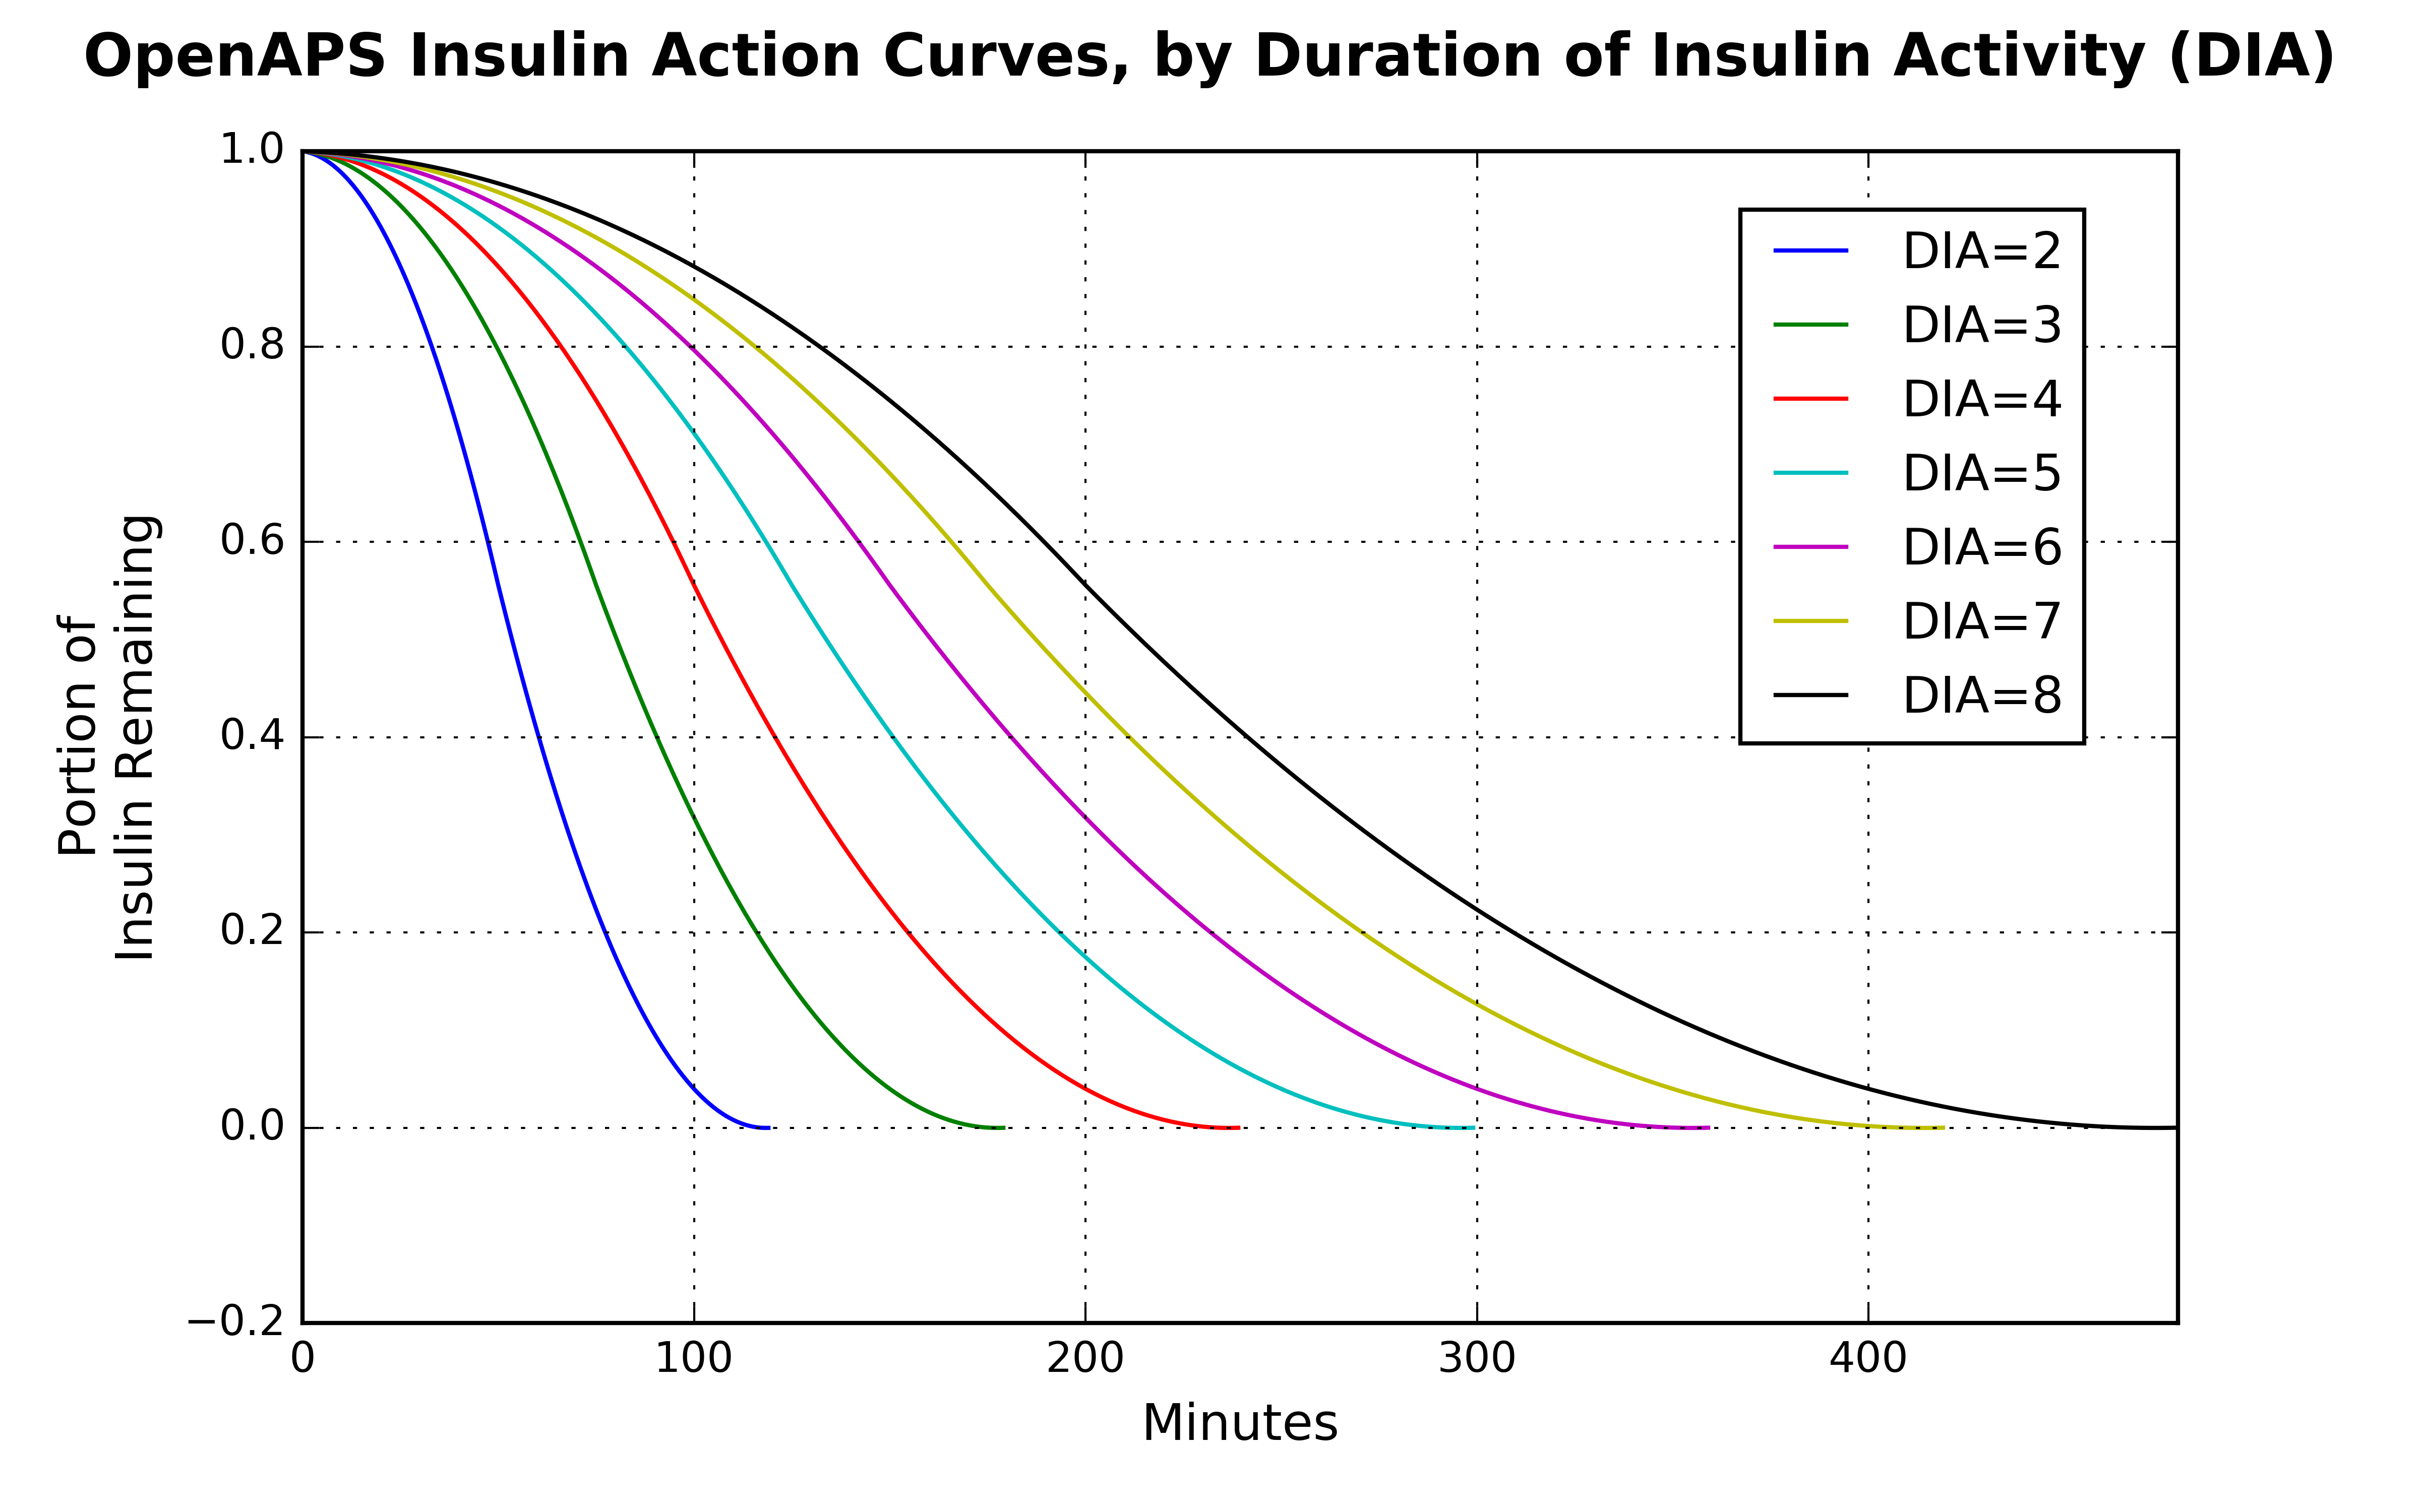 OpenAPS Insulin Action Curves, by Duration of Insulin Activity (DIA)
1.0
0.8
0.6
0.4
0.2
0.0
−0.2
Portion of
Insulin Remaining
0
100
200
300
400
Minutes
DIA=2
DIA=3
DIA=4
DIA=5
DIA=6
DIA=7
DIA=8